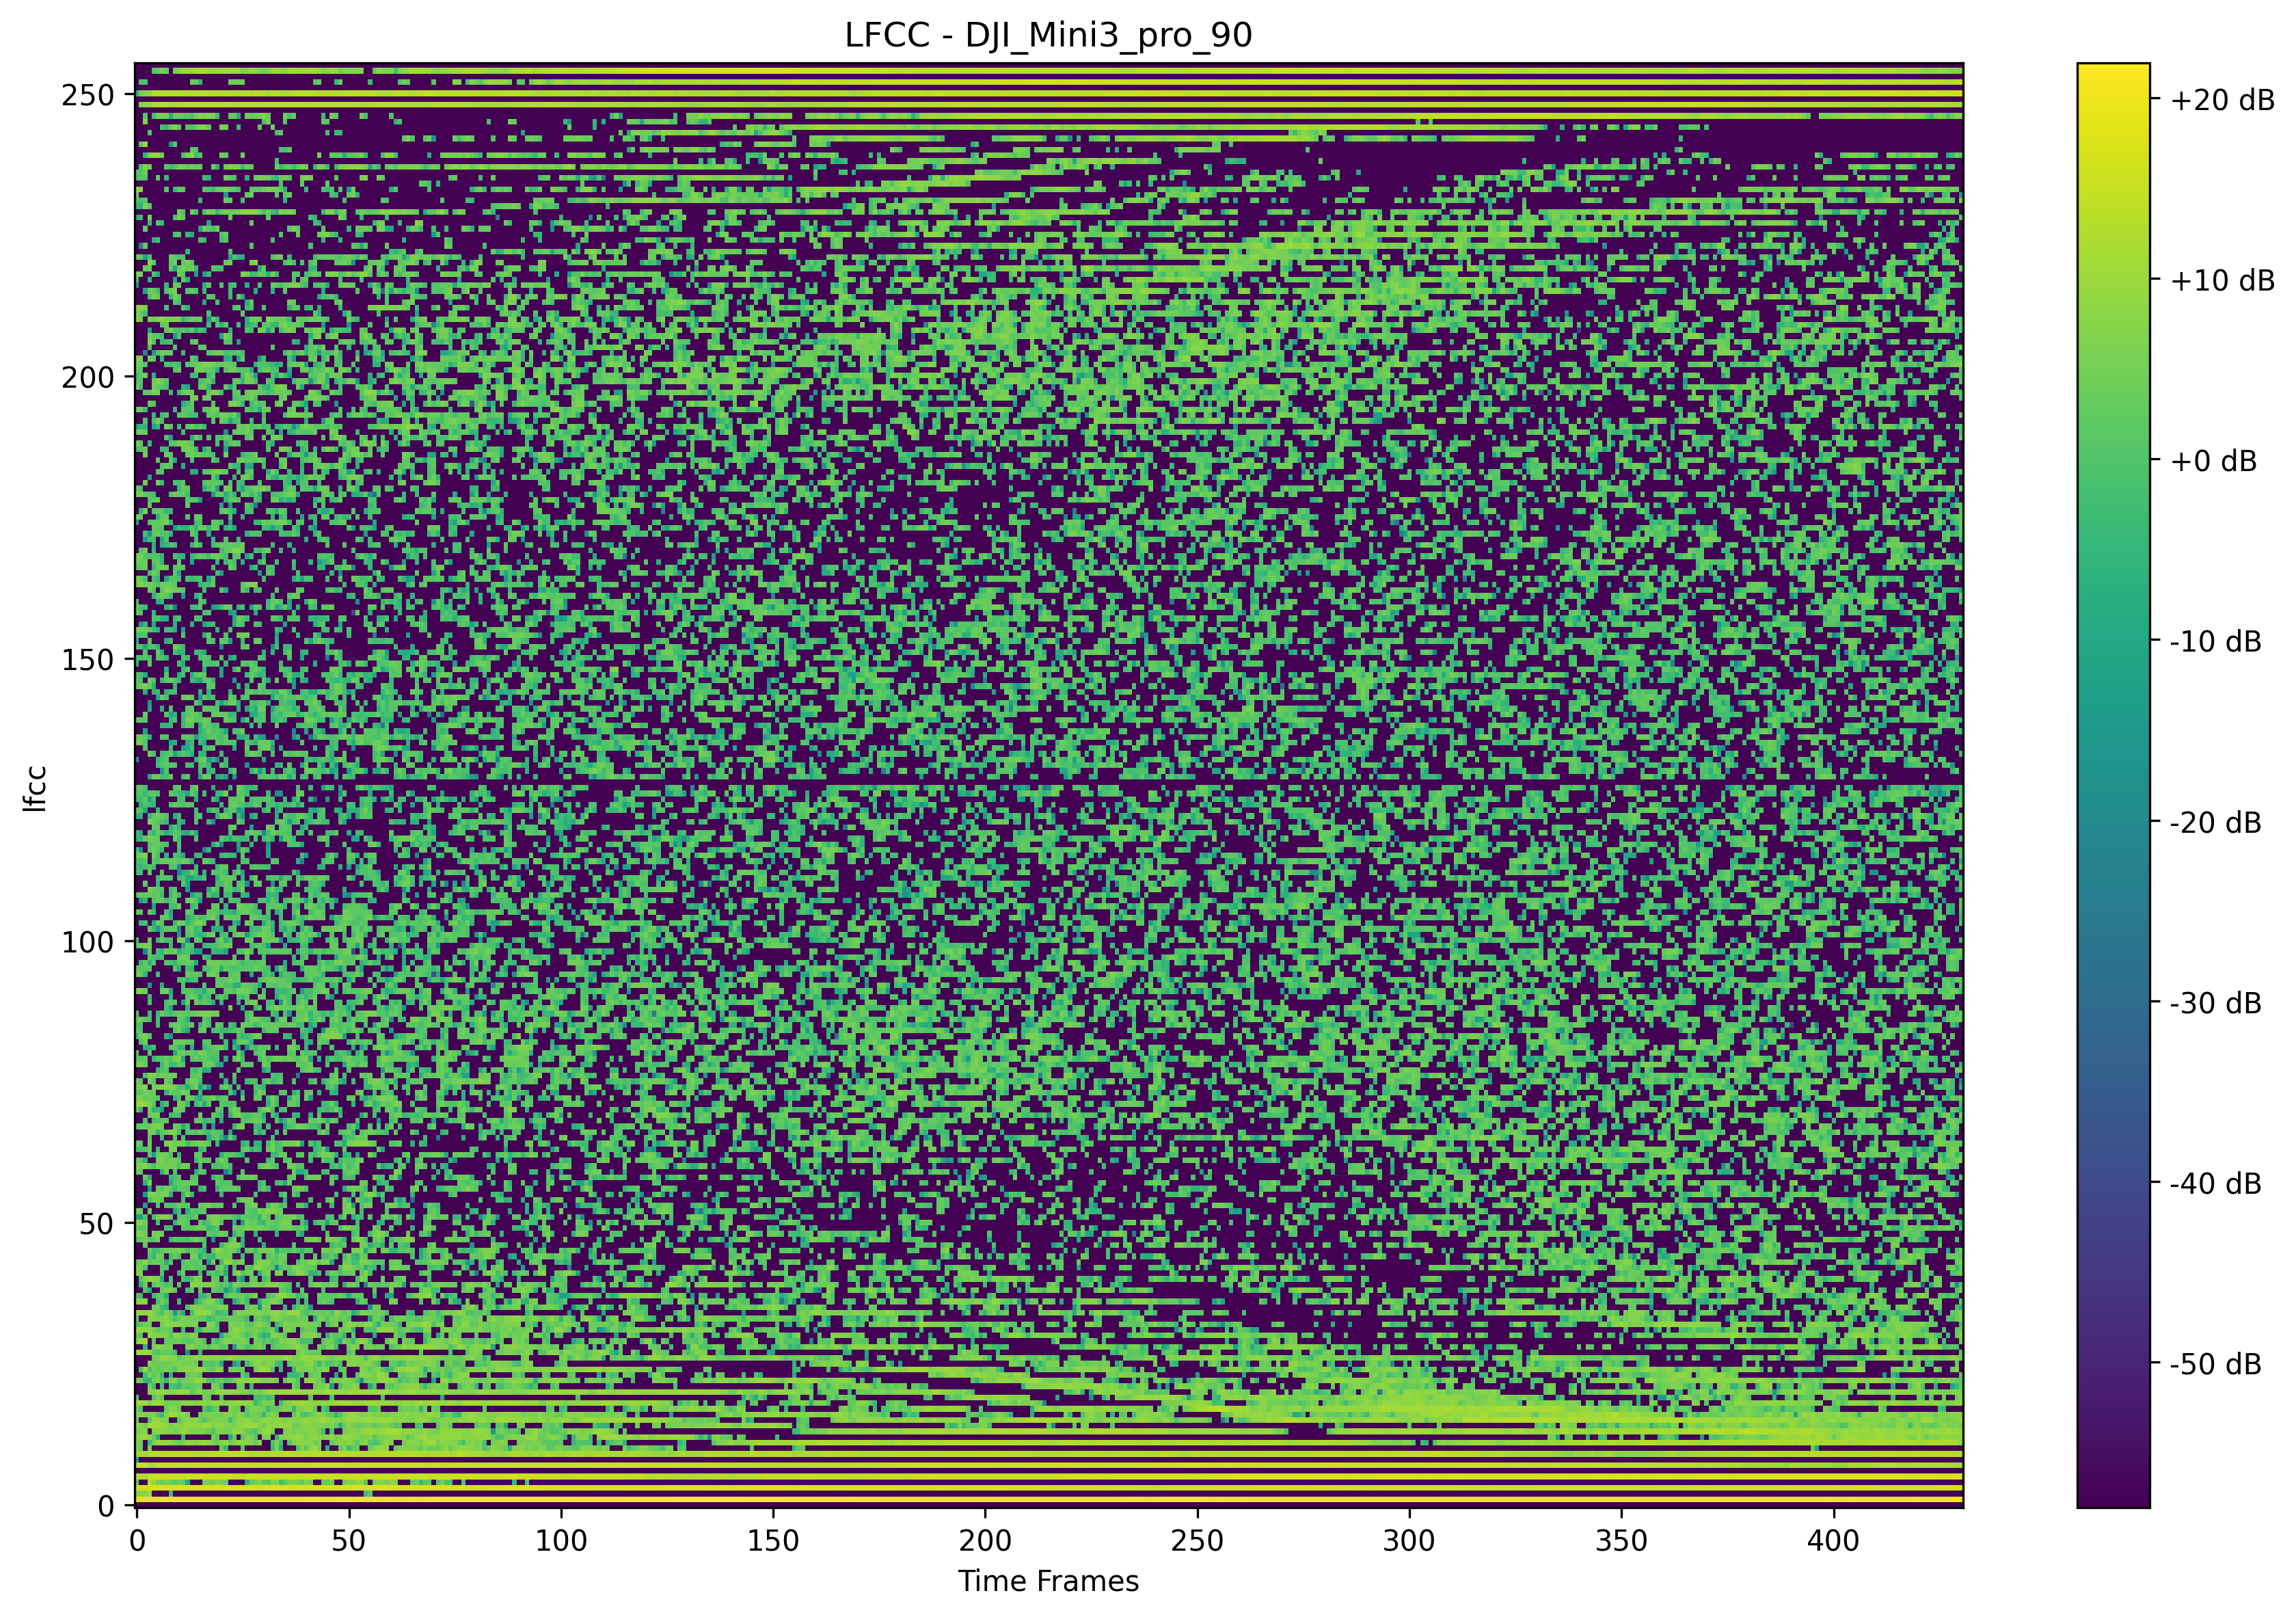 LFCC - DJI_Mini3_pro_90
250
200
150
100
50
0
lfcc
0 50 100 150 200 250 300 350 400
Time Frames
+20 dB
+10 dB
+0 dB
-10 dB
-20 dB
-30 dB
-40 dB
-50 dB